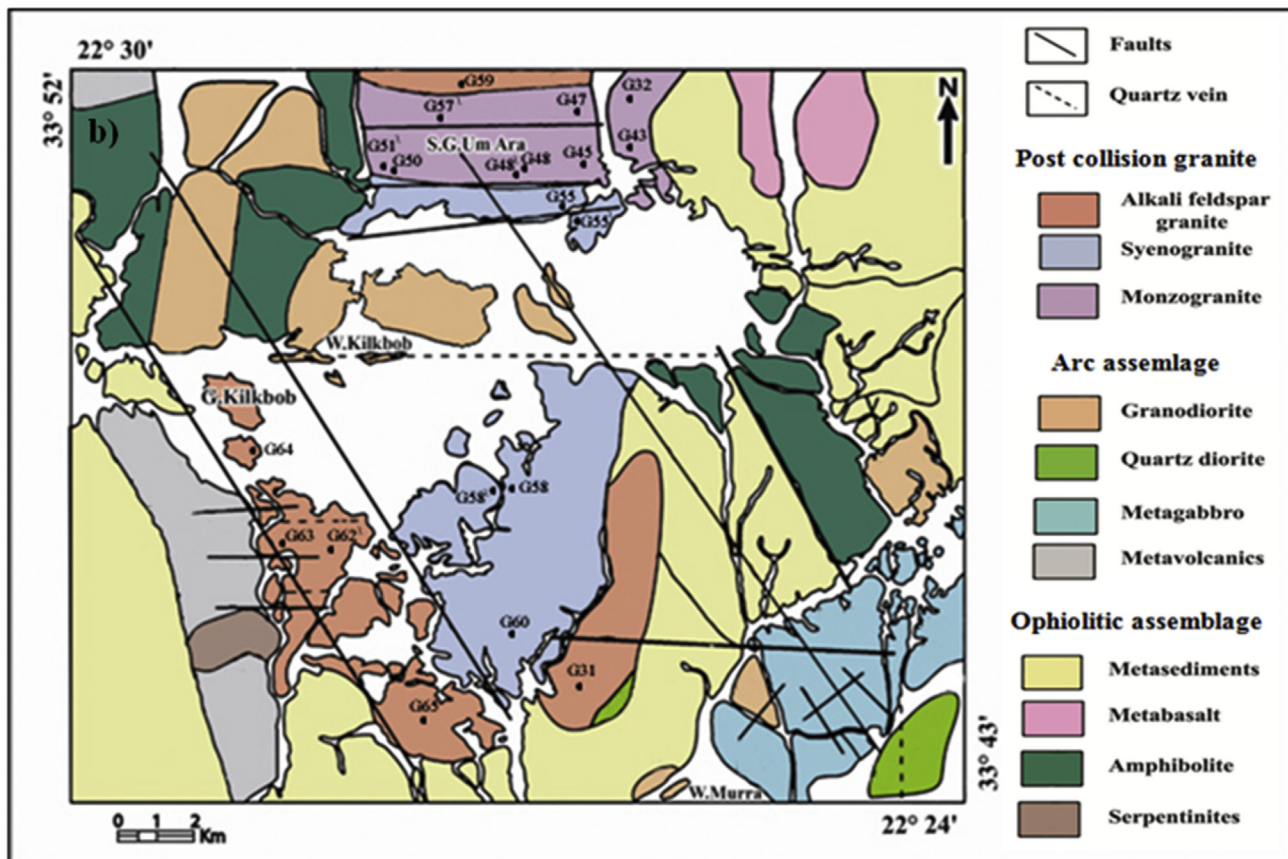 22° 30'
33° 52'
b)
N
G59
G57\
G47
G32
S.G.Um Ara
G43
G51\
G50
G48\
G48
G45
G55
G55\
W.Kilkbob
G.Kilkbob
G64
G58\
G58
G63
G62\
G60
G31
G65
W.Murra
33° 43'
22° 24'
0 1 2
Km
Faults
Quartz vein
Post collision granite
Alkali feldspar
granite
Syenogranite
Monzogranite
Arc assemlage
Granodiorite
Quartz diorite
Metagabbro
Metavolcanics
Ophiolitic assemblage
Metasediments
Metabasalt
Amphibolite
Serpentinites